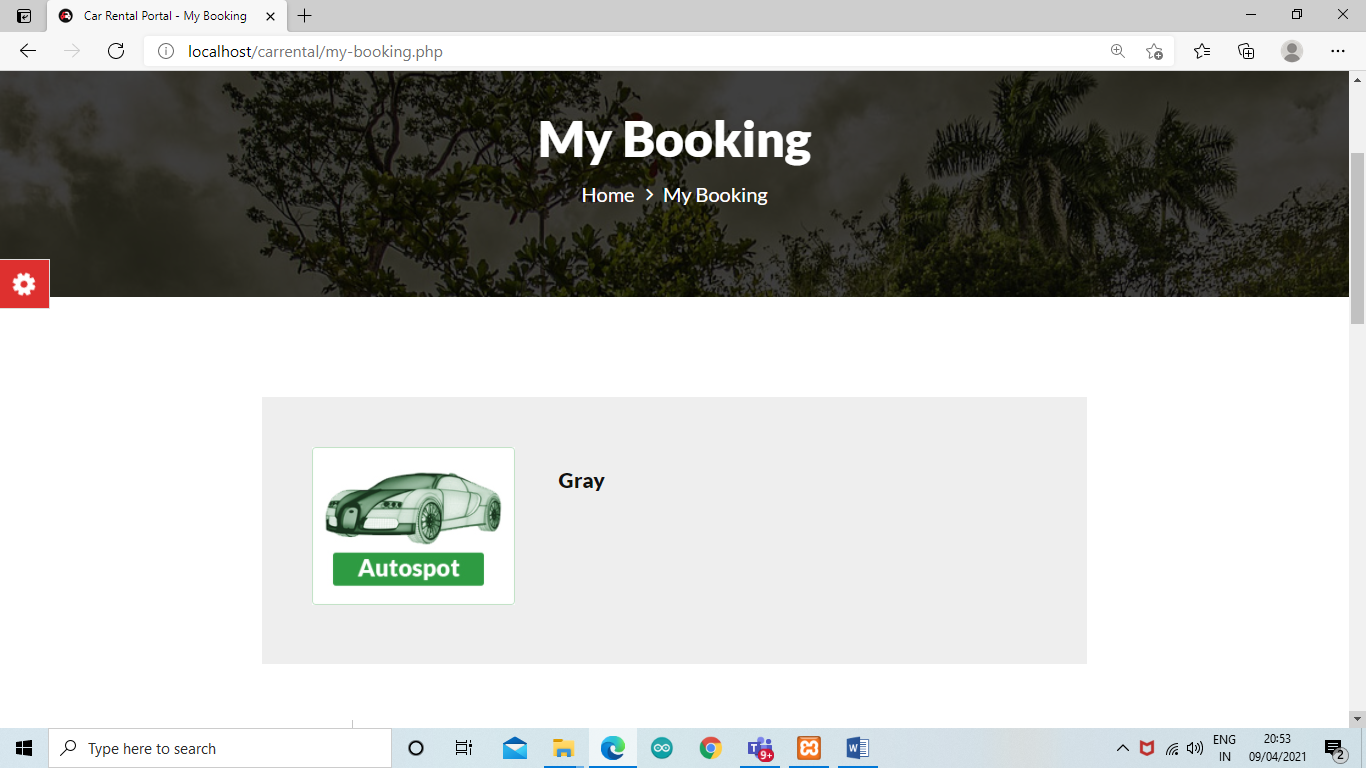 Car Rental Portal - My Booking
localhost/carrental/my-booking.php
My Booking
Home > My Booking
Gray
Autospot
Type here to search
T 9+
W
ENG
IN
20:53
09/04/2021
2